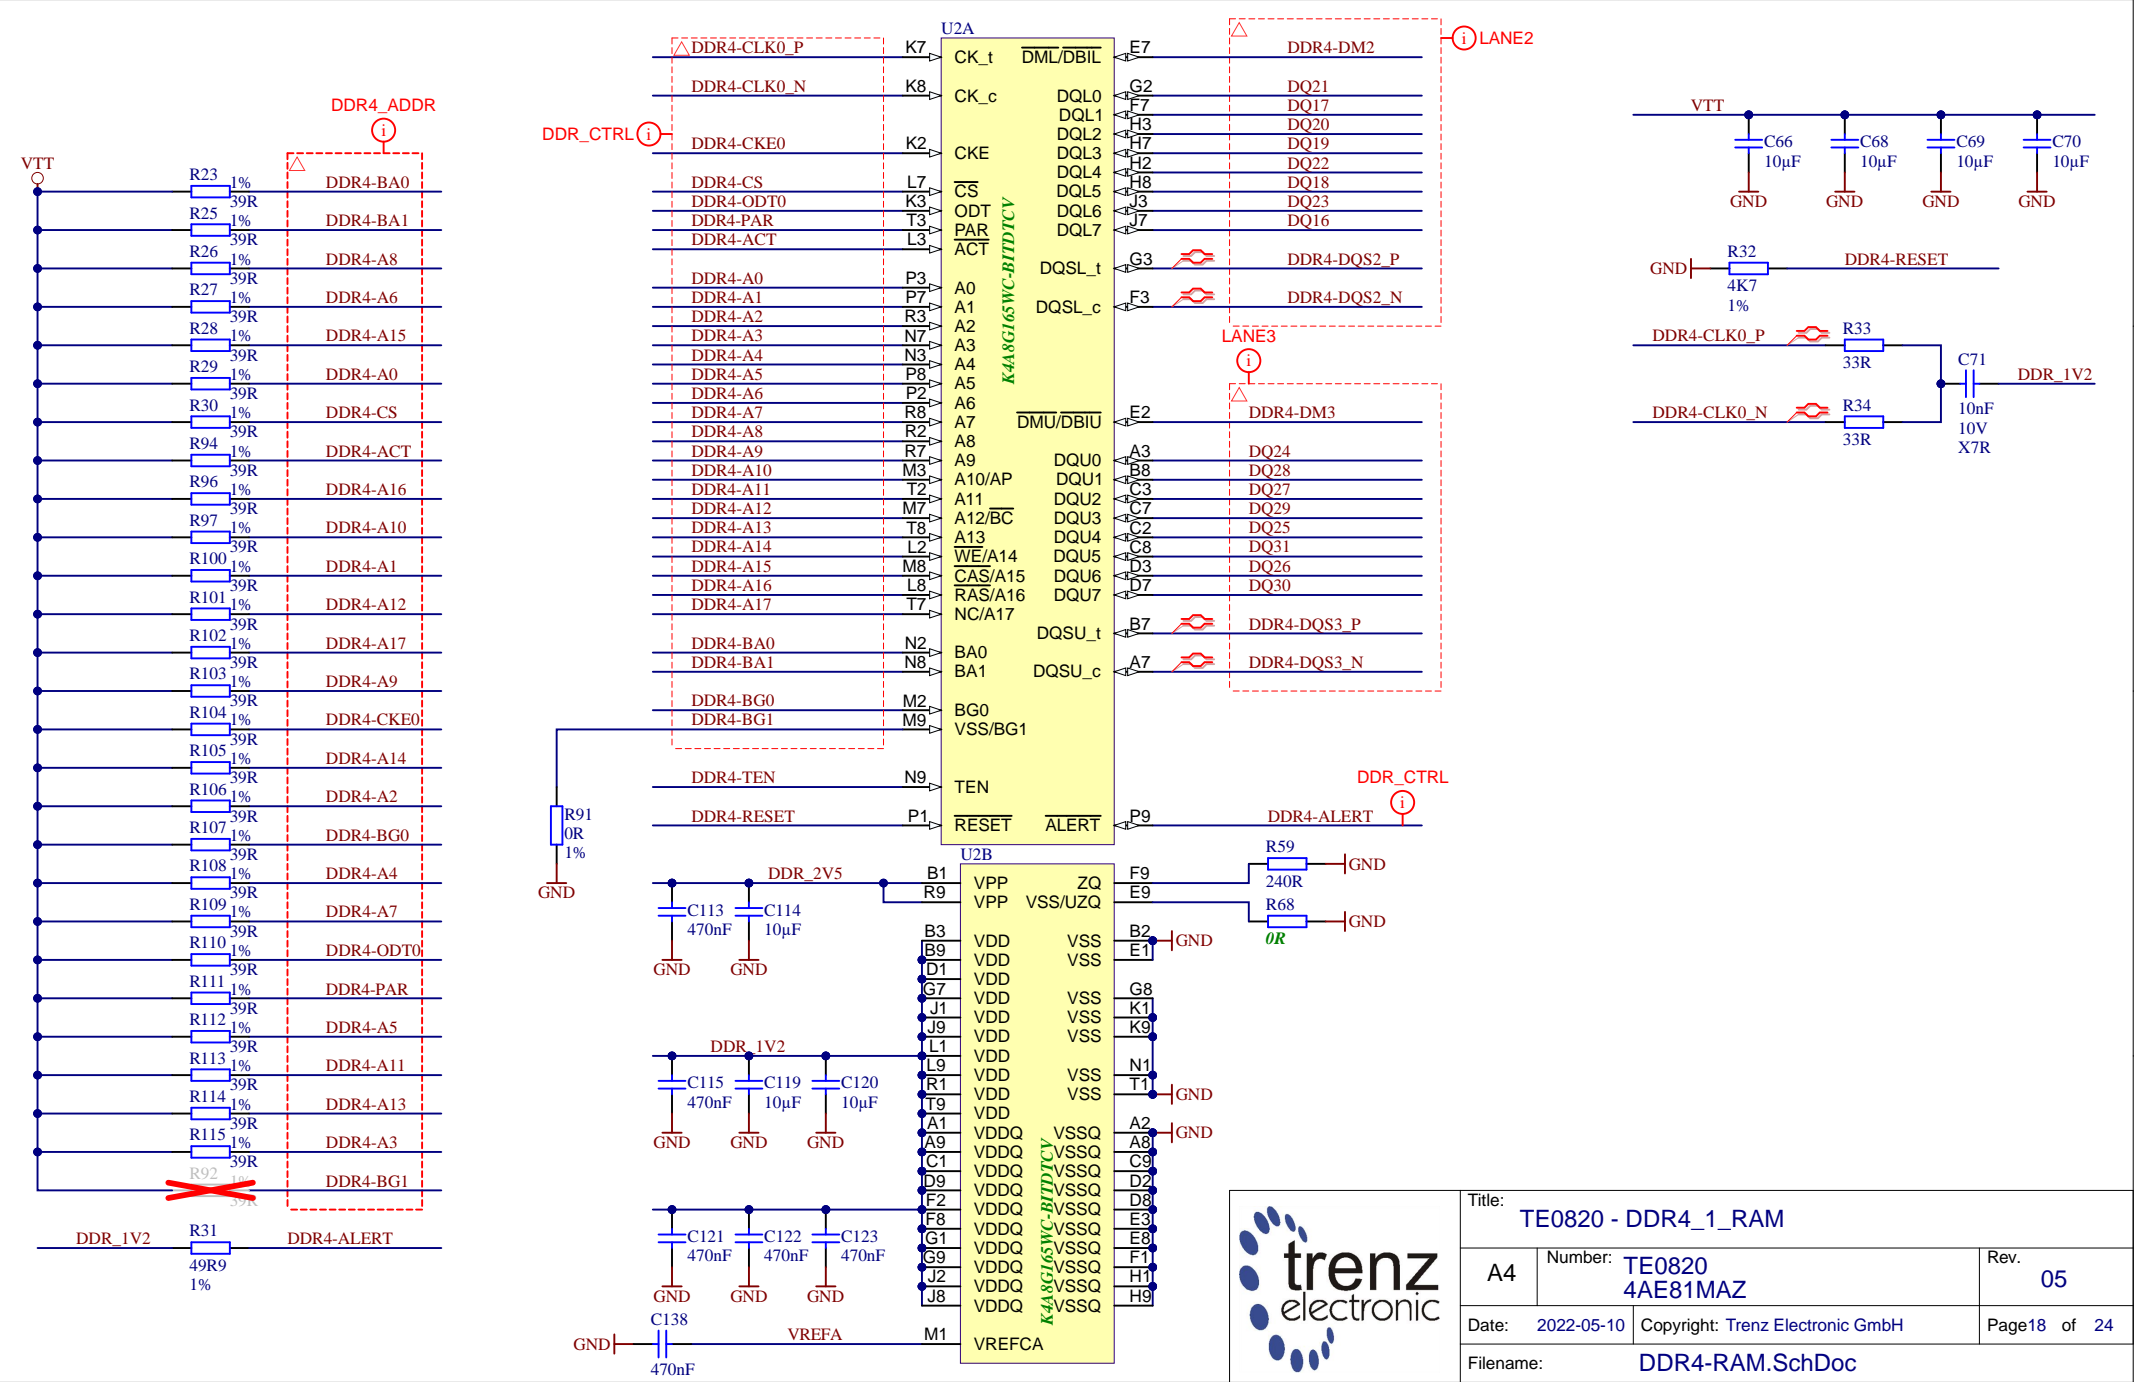 DDR4_ADDR
i
VTT
R23 1% 39R DDR4-BA0
R25 1% 39R DDR4-BA1
R26 1% 39R DDR4-A8
R27 1% 39R DDR4-A6
R28 1% 39R DDR4-A15
R29 1% 39R DDR4-A0
R30 1% 39R DDR4-CS
R94 1% 39R DDR4-ACT
R96 1% 39R DDR4-A16
R97 1% 39R DDR4-A10
R100 1% 39R DDR4-A1
R101 1% 39R DDR4-A12
R102 1% 39R DDR4-A17
R103 1% 39R DDR4-A9
R104 1% 39R DDR4-CKE0
R105 1% 39R DDR4-A14
R106 1% 39R DDR4-A2
R107 1% 39R DDR4-BG0
R108 1% 39R DDR4-A4
R109 1% 39R DDR4-A7
R110 1% 39R DDR4-ODT0
R111 1% 39R DDR4-PAR
R112 1% 39R DDR4-A5
R113 1% 39R DDR4-A11
R114 1% 39R DDR4-A13
R115 1% 39R DDR4-A3
R92 1% 39R DDR4-BG1
DDR_1V2 R31 DDR4-ALERT
49R9
1%
U2A
DDR_CTRL i
DDR4-CLK0_P K7 CK_t
DDR4-CLK0_N K8 CK_c
DDR4-CKE0 K2 CKE
DDR4-CS L7 CS
DDR4-ODT0 K3 ODT
DDR4-PAR T3 PAR
DDR4-ACT L3 ACT
DDR4-A0 P3 A0
DDR4-A1 P7 A1
DDR4-A2 R3 A2
DDR4-A3 N7 A3
DDR4-A4 N3 A4
DDR4-A5 P8 A5
DDR4-A6 P2 A6
DDR4-A7 R8 A7
DDR4-A8 R2 A8
DDR4-A9 R7 A9
DDR4-A10 M3 A10/AP
DDR4-A11 T2 A11
DDR4-A12 M7 A12/BC
DDR4-A13 T8 A13
DDR4-A14 L2 WE/A14
DDR4-A15 M8 CAS/A15
DDR4-A16 L8 RAS/A16
DDR4-A17 T7 NC/A17
DDR4-BA0 N2 BA0
DDR4-BA1 N8 BA1
DDR4-BG0 M2 BG0
DDR4-BG1 M9 VSS/BG1
DDR4-TEN N9 TEN
DDR4-RESET P1 RESET
R91
0R
1%
GND
K4A8G165WC-BITDTCV
i LANE2
DML/DBIL E7 DDR4-DM2
DQL0 G2 DQ21
DQL1 F7 DQ17
DQL2 H3 DQ20
DQL3 H7 DQ19
DQL4 H2 DQ22
DQL5 H8 DQ18
DQL6 J3 DQ23
DQL7 J7 DQ16
DQSL_t G3 DDR4-DQS2_P
DQSL_c F3 DDR4-DQS2_N
LANE3
i
DMU/DBIU E2 DDR4-DM3
DQU0 A3 DQ24
DQU1 B8 DQ28
DQU2 C3 DQ27
DQU3 C7 DQ29
DQU4 C2 DQ25
DQU5 C8 DQ31
DQU6 D3 DQ26
DQU7 D7 DQ30
DQSU_t B7 DDR4-DQS3_P
DQSU_c A7 DDR4-DQS3_N
DDR_CTRL
i
ALERT P9 DDR4-ALERT
U2B
DDR_2V5 B1 VPP
R9 VPP
C113 470nF GND
C114 10µF GND
B3 VDD
B9 VDD
D1 VDD
G7 VDD
J1 VDD
J9 VDD
DDR_1V2 L1 VDD
L9 VDD
R1 VDD
T9 VDD
C115 470nF GND
C119 10µF GND
C120 10µF GND
A1 VDDQ
A9 VDDQ
C1 VDDQ
D9 VDDQ
F2 VDDQ
F8 VDDQ
G1 VDDQ
G9 VDDQ
J2 VDDQ
J8 VDDQ
C121 470nF GND
C122 470nF GND
C123 470nF GND
GND C138 470nF VREFA M1 VREFCA
K4A8G165WC-BITDTCV
ZQ F9 R59 240R GND
VSS/UZQ E9 R68 0R GND
VSS B2 GND
VSS E1
VSS G8
VSS K1
VSS K9
VSS N1
VSS T1 GND
VSSQ A2 GND
VSSQ A8
VSSQ C9
VSSQ D2
VSSQ D8
VSSQ E3
VSSQ E8
VSSQ F1
VSSQ H1
VSSQ H9
VTT
C66 10µF GND
C68 10µF GND
C69 10µF GND
C70 10µF GND
GND R32 DDR4-RESET
4K7
1%
DDR4-CLK0_P R33
33R
DDR4-CLK0_N R34
33R
C71 DDR_1V2
10nF
10V
X7R
trenz
electronic
Title:
TE0820 - DDR4_1_RAM
A4
Number: TE0820
4AE81MAZ
Rev.
05
Date: 2022-05-10 Copyright: Trenz Electronic GmbH Page18 of 24
Filename: DDR4-RAM.SchDoc